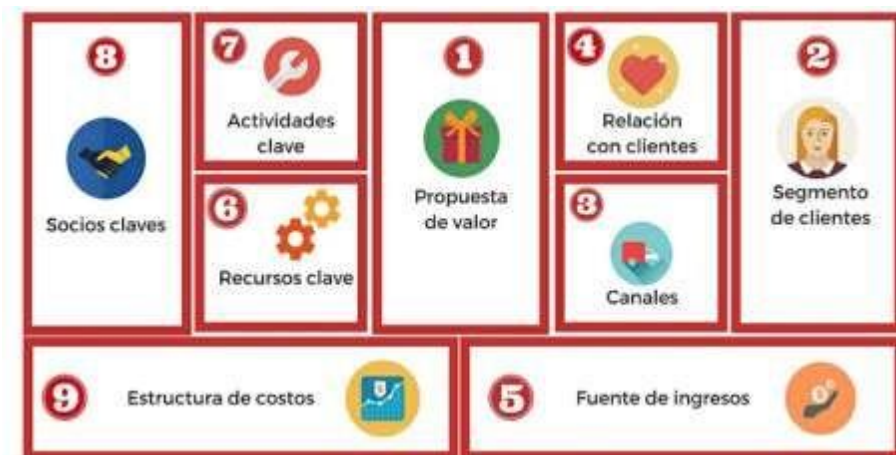 8
Socios claves
7
Actividades
clave
6
Recursos clave
1
Propuesta
de valor
4
Relación
con clientes
3
Canales
2
Segmento
de clientes
9
Estructura de costos
5
Fuente de ingresos